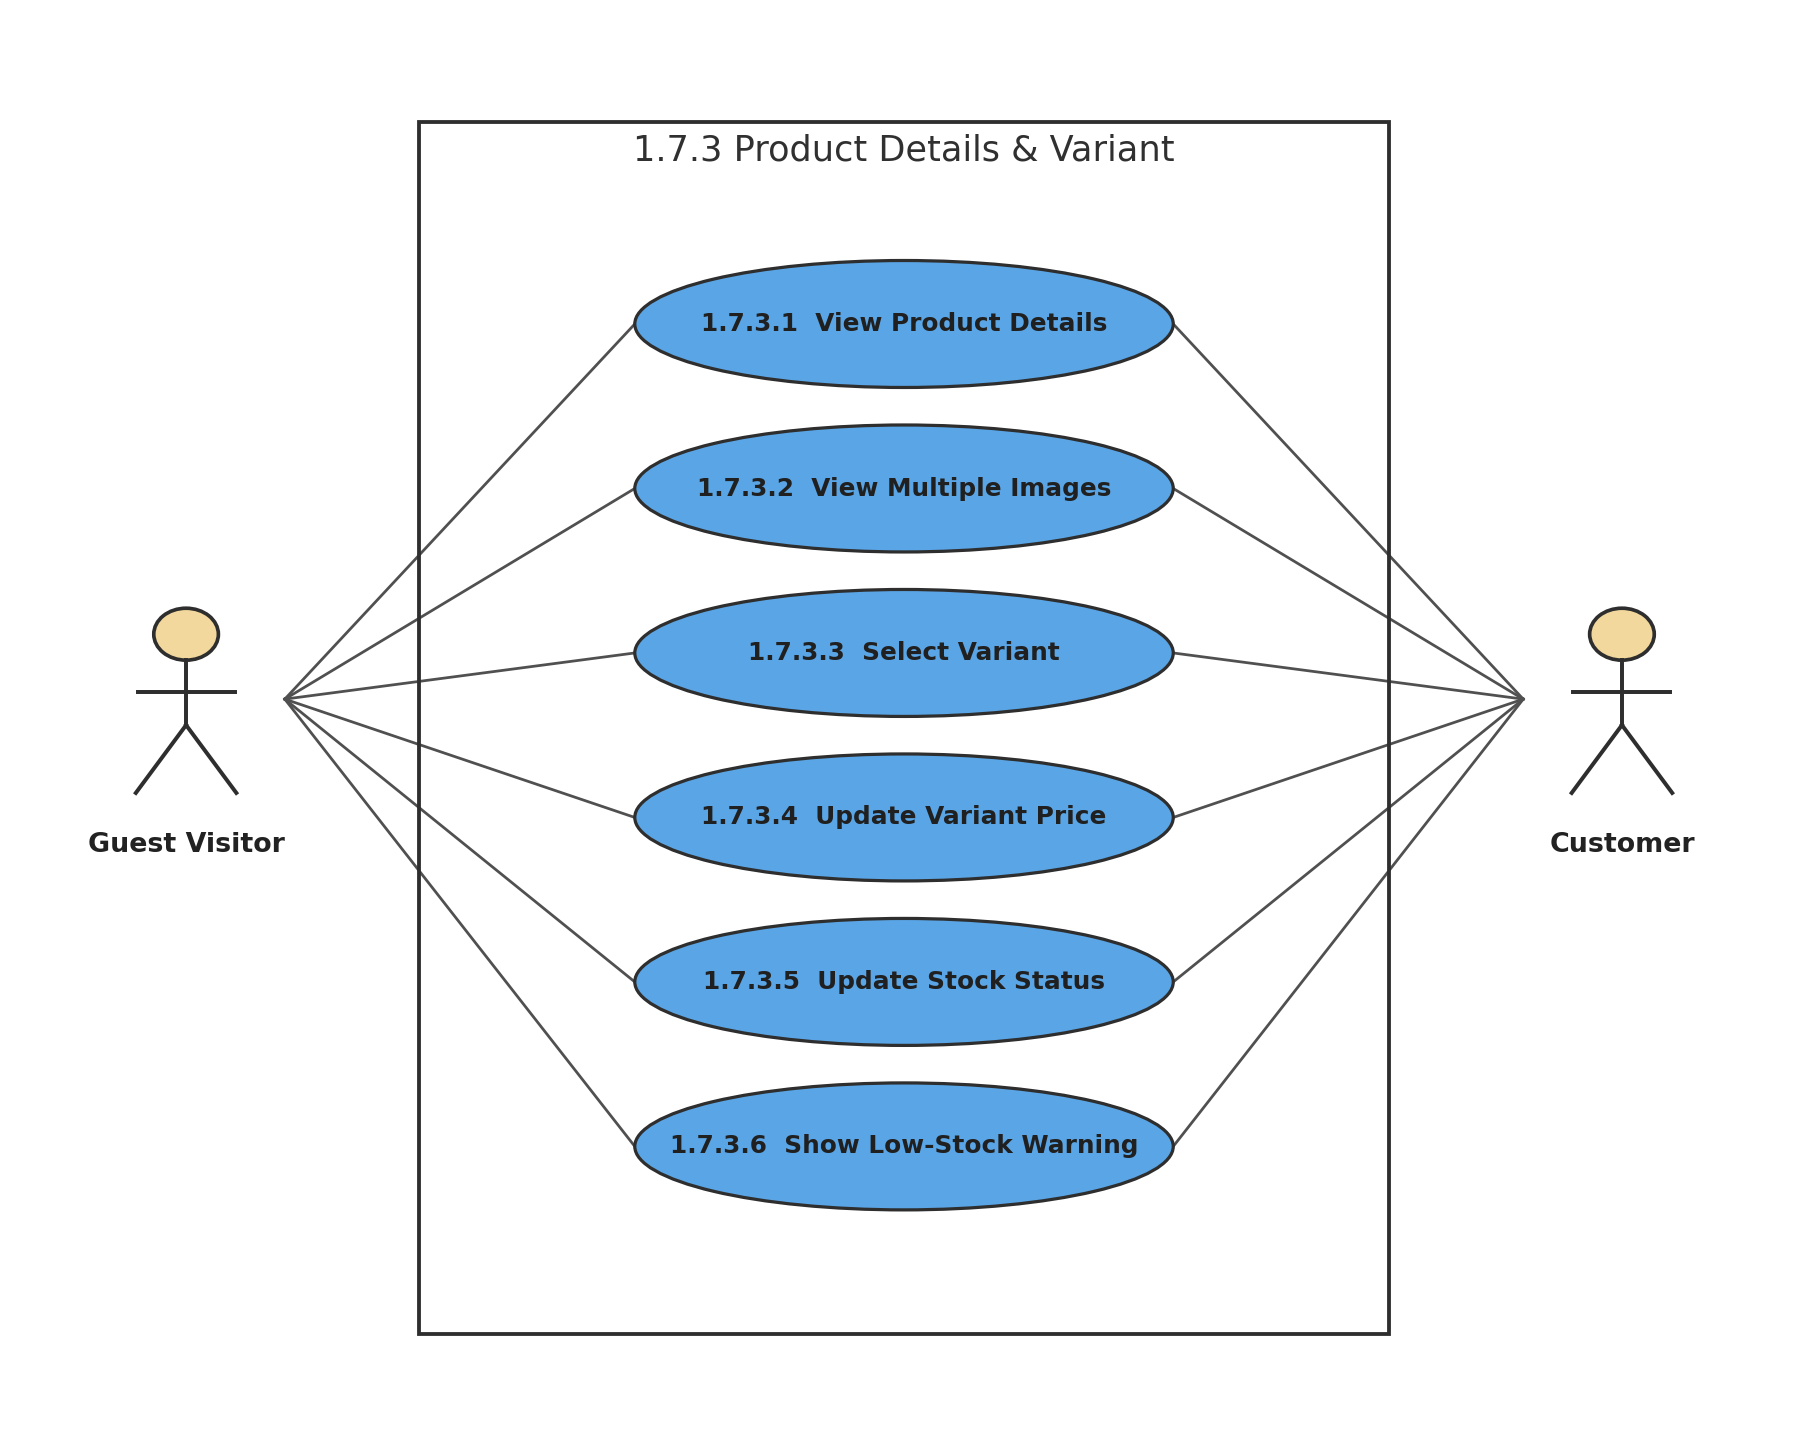 1.7.3 Product Details & Variant
1.7.3.1  View Product Details
1.7.3.2  View Multiple Images
1.7.3.3  Select Variant
1.7.3.4  Update Variant Price
Guest Visitor
Customer
1.7.3.5  Update Stock Status
1.7.3.6  Show Low-Stock Warning